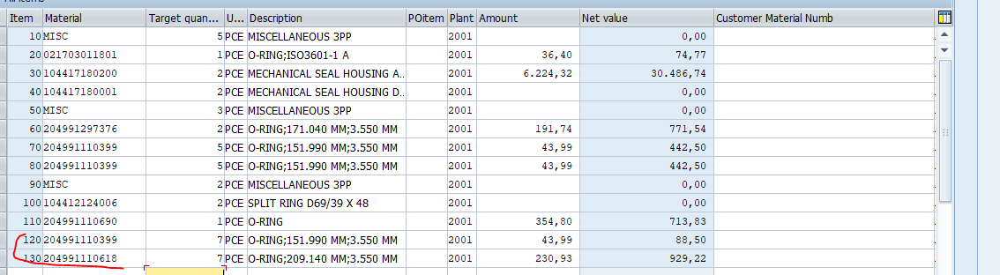 Item Material Target quan... U... Description POitem Plant Amount Net value Customer Material Numb
10 MISC 5 PCE MISCELLANEOUS 3PP 2001 0,00
20 021703011801 1 PCE O-RING;ISO3601-1 A 2001 36,40 74,77
30 104417180200 2 PCE MECHANICAL SEAL HOUSING A.. 2001 6.224,32 30.486,74
40 104417180001 2 PCE MECHANICAL SEAL HOUSING D.. 2001 0,00
50 MISC 3 PCE MISCELLANEOUS 3PP 2001 0,00
60 204991297376 2 PCE O-RING;171.040 MM;3.550 MM 2001 191,74 771,54
70 204991110399 5 PCE O-RING;151.990 MM;3.550 MM 2001 43,99 442,50
80 204991110399 5 PCE O-RING;151.990 MM;3.550 MM 2001 43,99 442,50
90 MISC 2 PCE MISCELLANEOUS 3PP 2001 0,00
100 104412124006 2 PCE SPLIT RING D69/39 X 48 2001 0,00
110 204991110690 1 PCE O-RING 2001 354,80 713,83
120 204991110399 7 PCE O-RING;151.990 MM;3.550 MM 2001 43,99 88,50
130 204991110618 7 PCE O-RING;209.140 MM;3.550 MM 2001 230,93 929,22